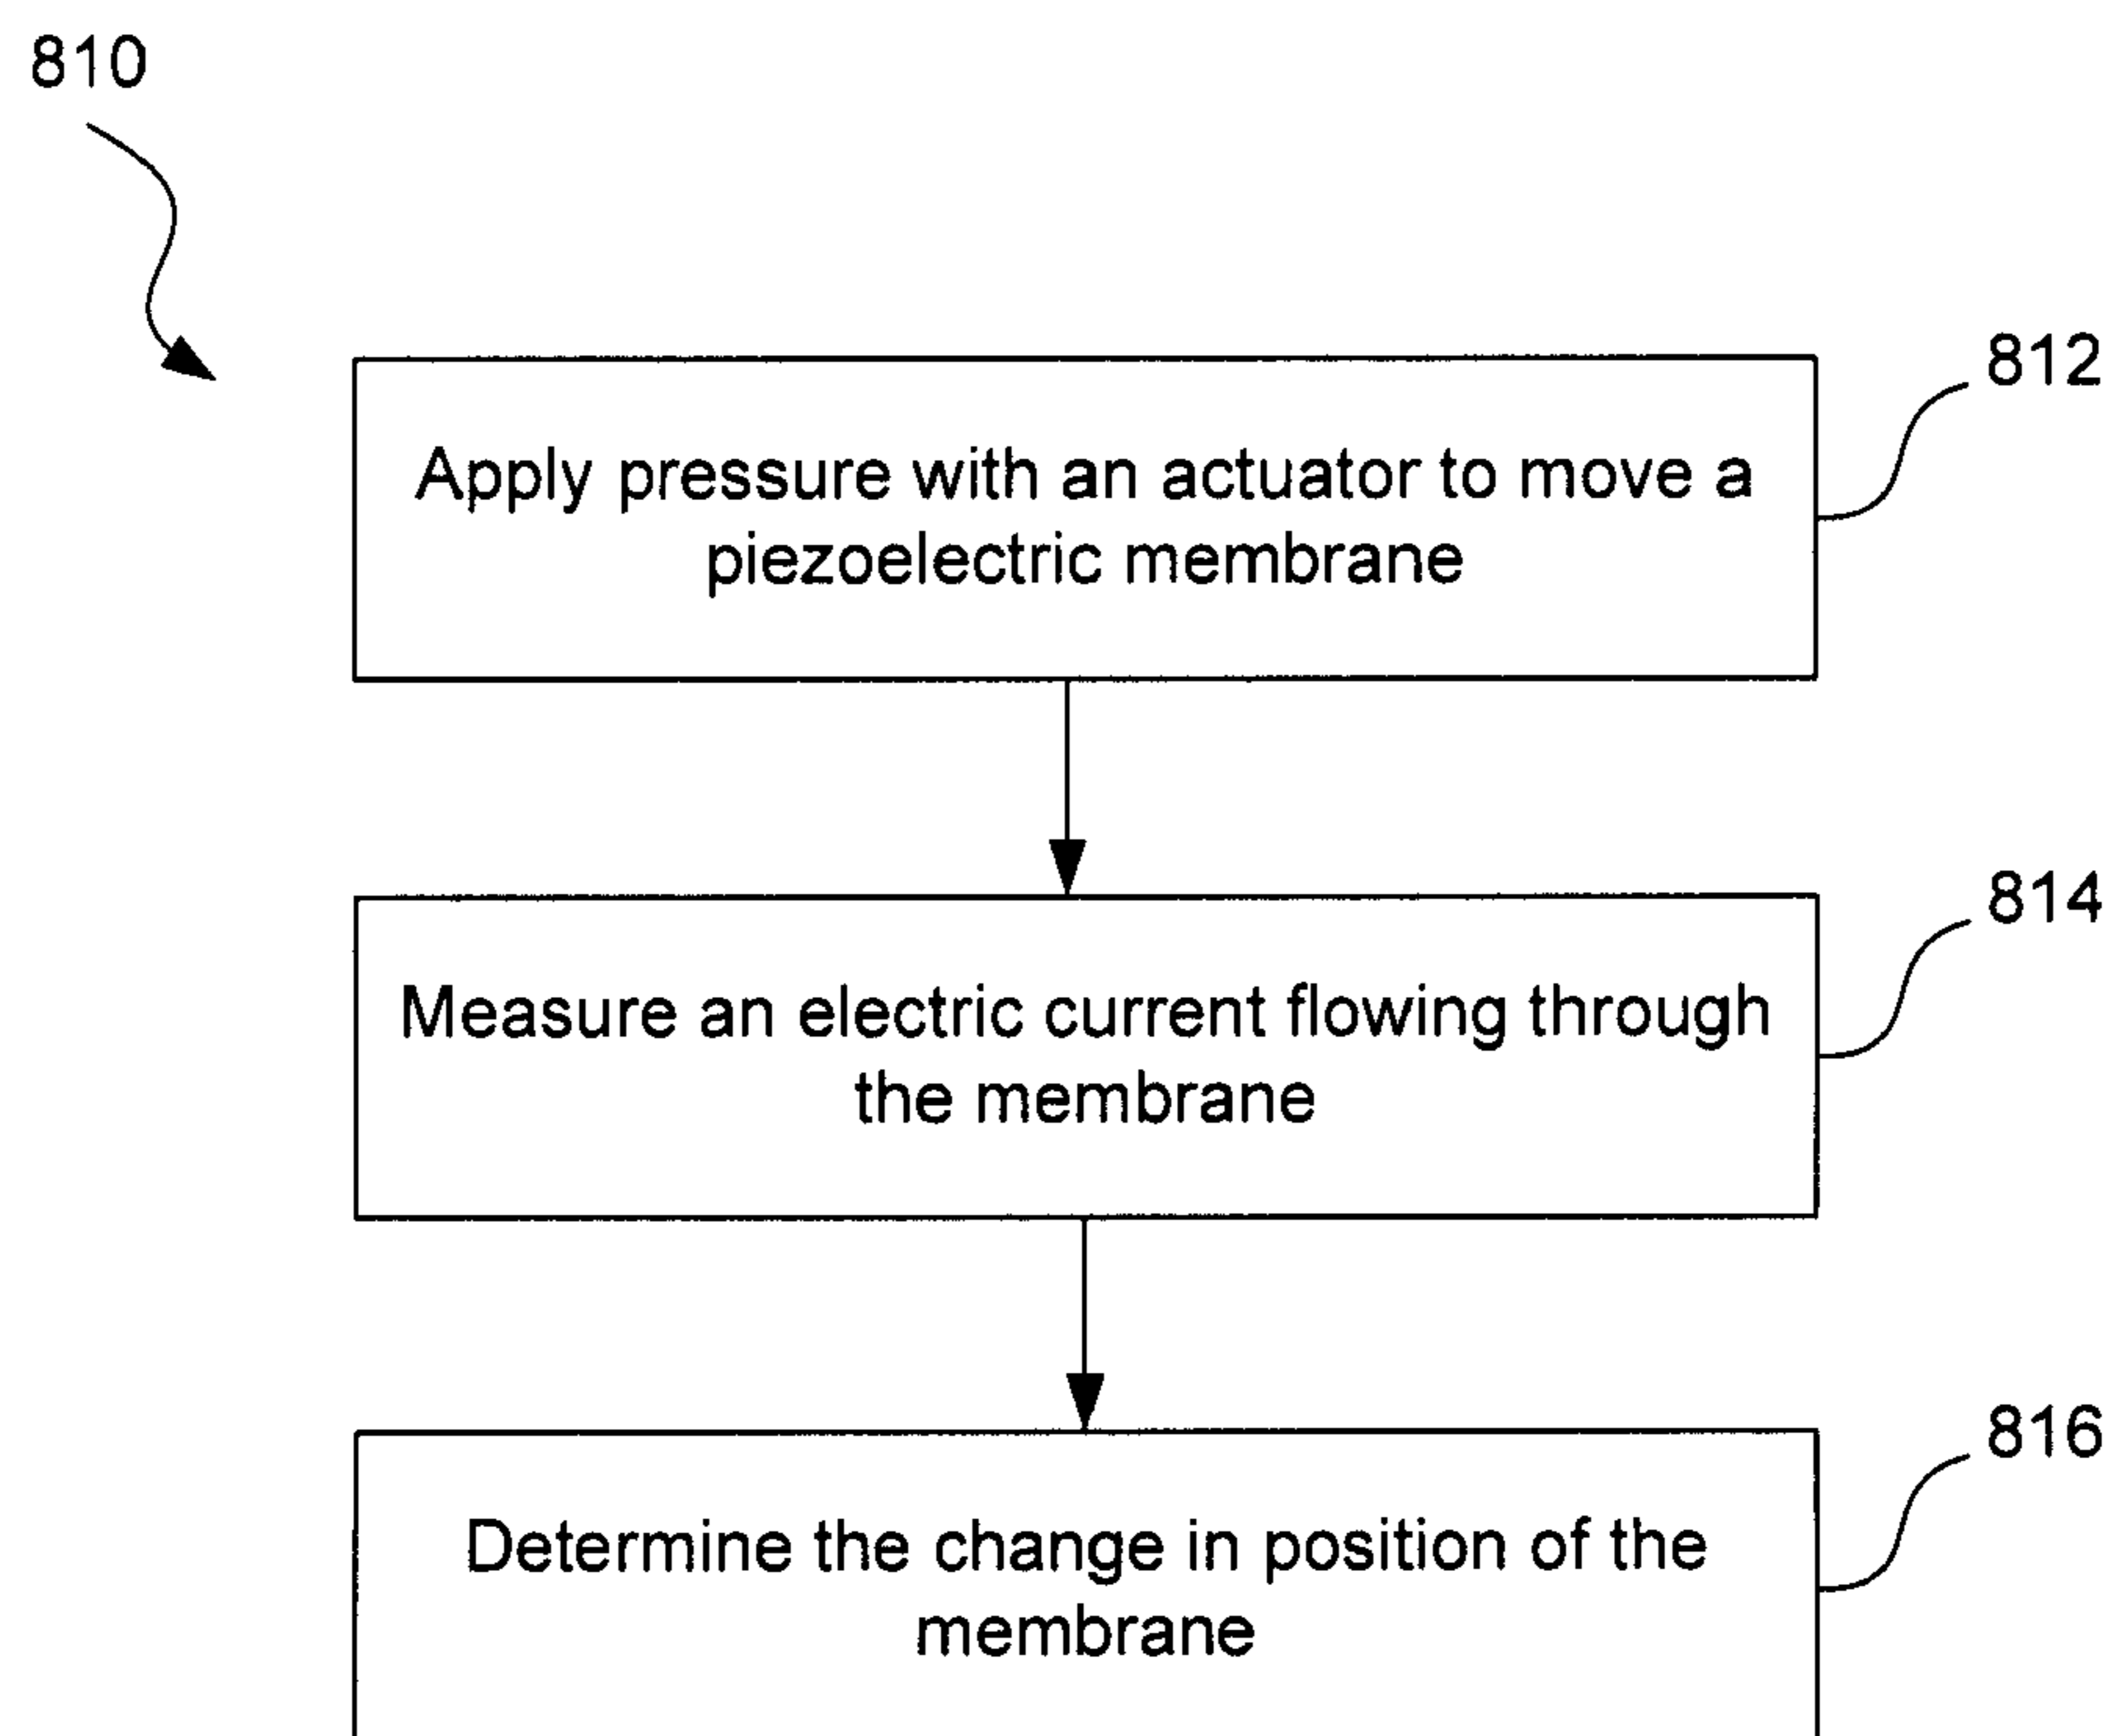 810
812
Apply pressure with an actuator to move a
piezoelectric membrane
814
Measure an electric current flowing through
the membrane
816
Determine the change in position of the
membrane